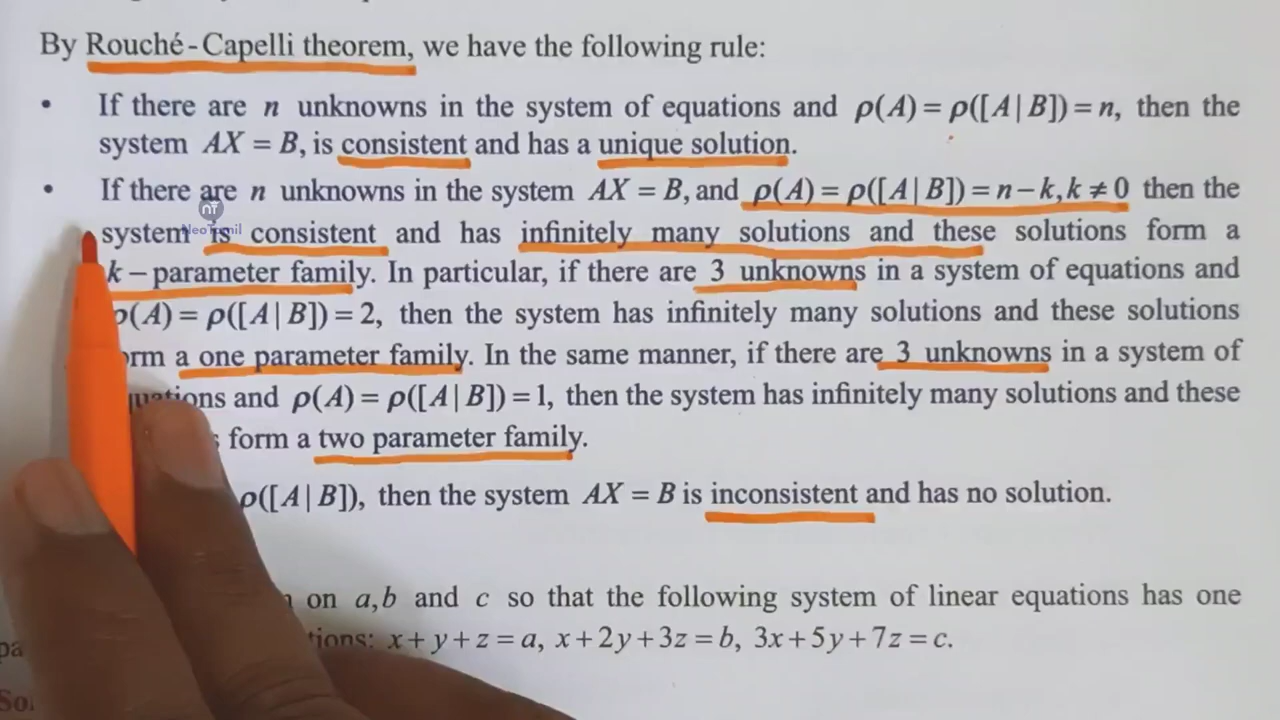 By Rouché - Capelli theorem, we have the following rule:
• If there are n unknowns in the system of equations and ρ(A) = ρ([A | B]) = n, then the
system AX = B, is consistent and has a unique solution.
• If there are n unknowns in the system AX = B, and ρ(A) = ρ([A | B]) = n − k, k ≠ 0 then the
nT
NeoTamil
system is consistent and has infinitely many solutions and these solutions form a
k − parameter family. In particular, if there are 3 unknowns in a system of equations and
ρ(A) = ρ([A | B]) = 2, then the system has infinitely many solutions and these solutions
a one parameter family. In the same manner, if there are 3 unknowns in a system of
and ρ(A) = ρ([A | B]) = 1, then the system has infinitely many solutions and these
form a two parameter family.
ρ([A | B]), then the system AX = B is inconsistent and has no solution.
on a, b and c so that the following system of linear equations has one
x + y + z = a, x + 2y + 3z = b, 3x + 5y + 7z = c.